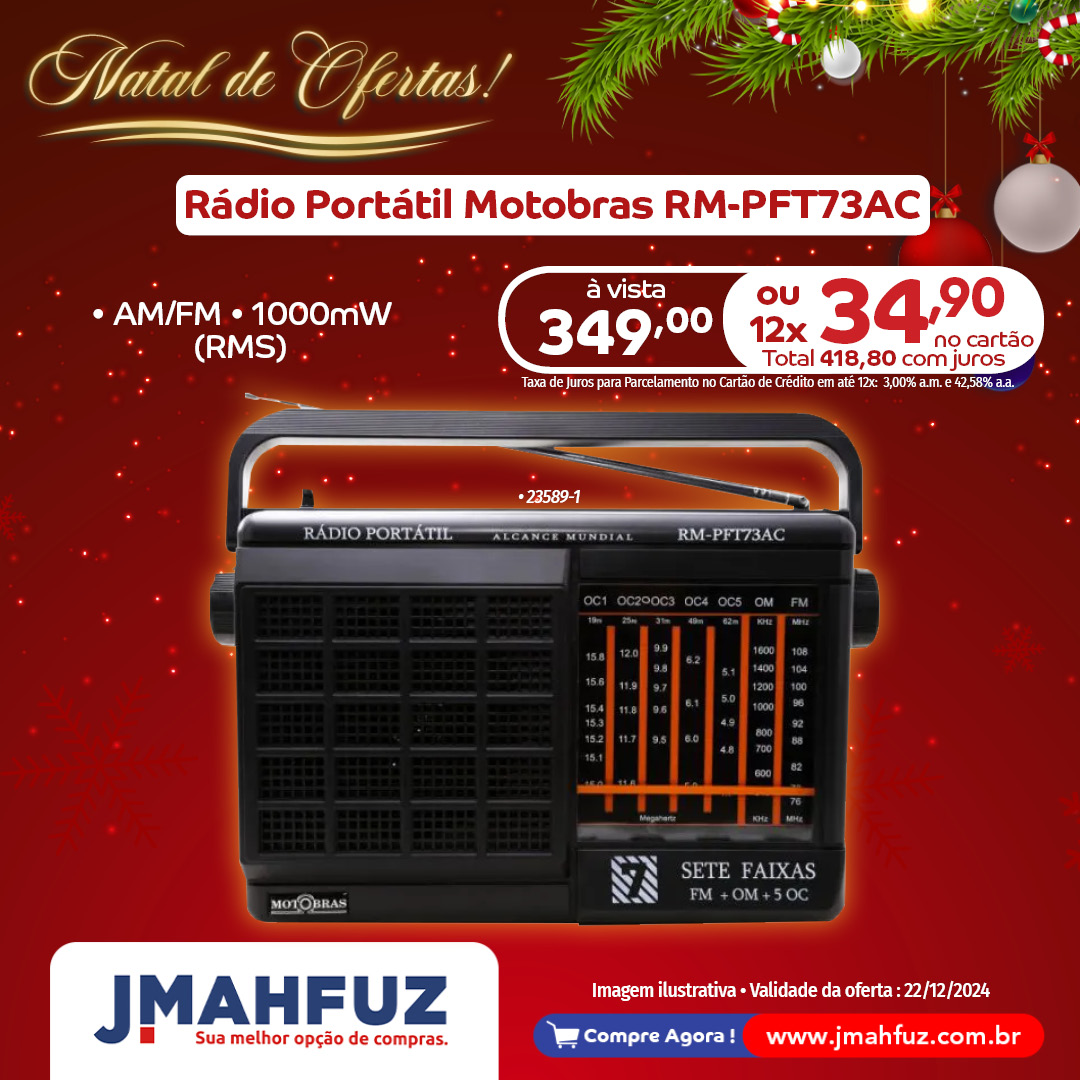 Natal de Ofertas!
Rádio Portátil Motobras RM-PFT73AC
• AM/FM • 1000mW
(RMS)
à vista
349,00
ou
12x 34,90
no cartão
Total 418,80 com juros
Taxa de Juros para Parcelamento no Cartão de Crédito em até 12x: 3,00% a.m. e 42,58% a.a.
• 23589-1
RÁDIO PORTÁTIL ALCANCE MUNDIAL RM-PFT73AC
OC1 OC2 OC3 OC4 OC5 OM FM
19m 25m 31m 49m 62m KHz MHz
15.8 12.0 9.9 6.2 5.1 1600 108
15.6 11.9 9.8 6.1 5.0 1400 104
15.4 11.8 9.7 6.0 4.9 1200 100
15.3 11.7 9.6 4.8 1000 96
15.2 11.6 9.5 800 92
15.1 700 88
15.0 600 82
76
Megahertz KHz MHz
7
SETE FAIXAS
FM + OM + 5 OC
MOTOBRAS
JMAHFUZ
Sua melhor opção de compras.
Imagem ilustrativa • Validade da oferta : 22/12/2024
Compre Agora !
www.jmahfuz.com.br